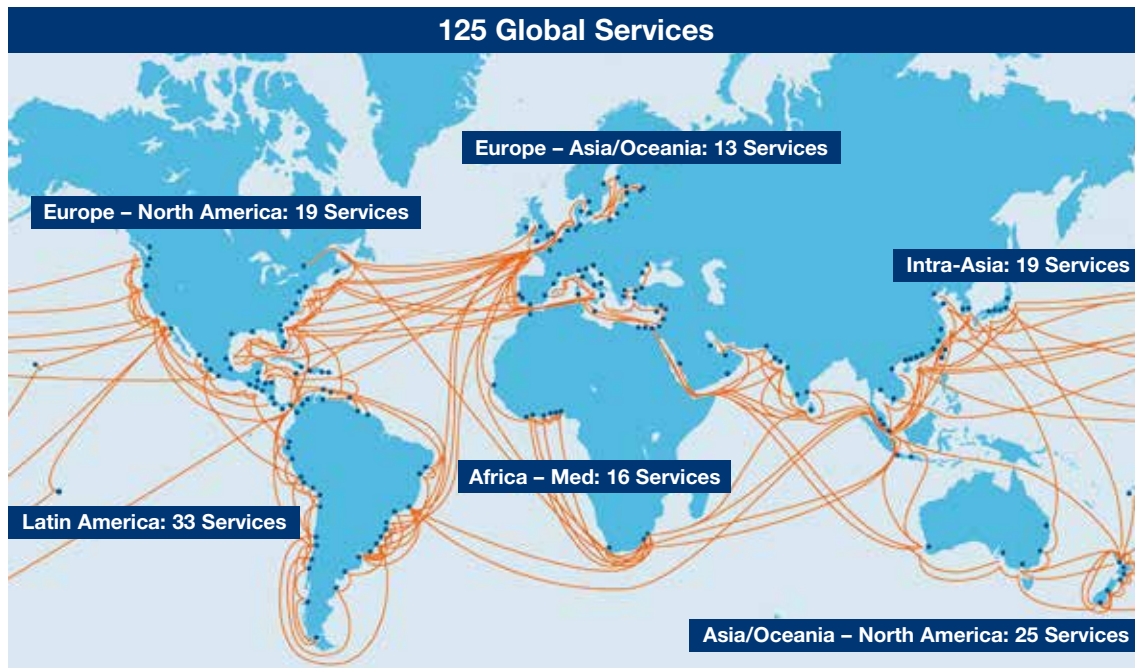 125 Global Services
Europe – Asia/Oceania: 13 Services
Europe – North America: 19 Services
Intra-Asia: 19 Services
Africa – Med: 16 Services
Latin America: 33 Services
Asia/Oceania – North America: 25 Services